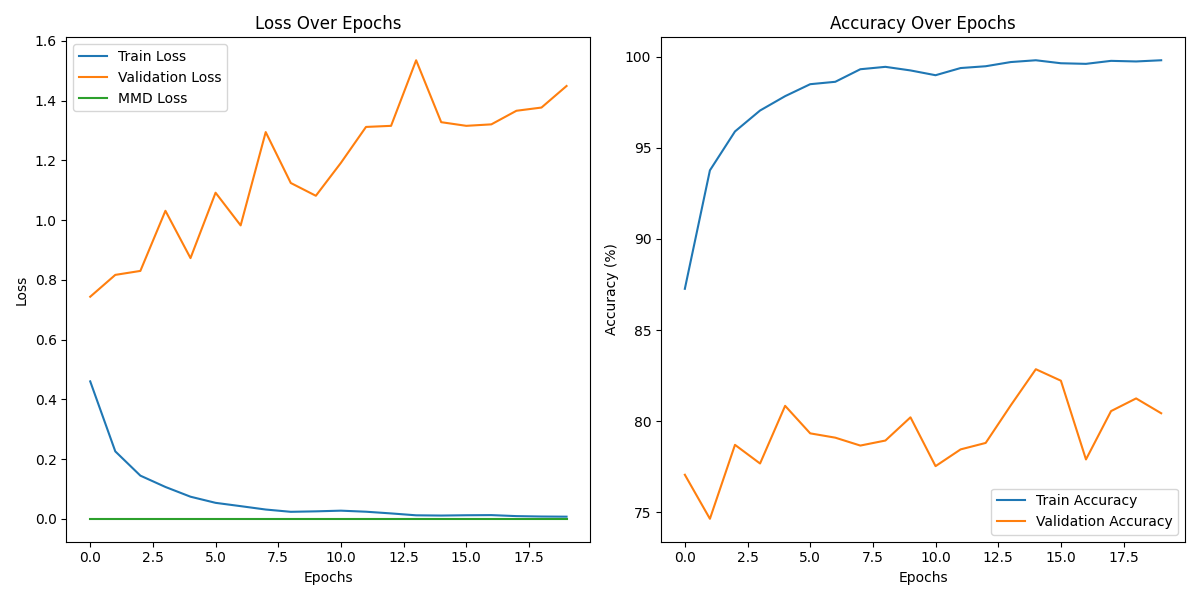 Loss Over Epochs
1.6
1.4
1.2
1.0
0.8
0.6
0.4
0.2
0.0
Loss
Train Loss
Validation Loss
MMD Loss
0.0 2.5 5.0 7.5 10.0 12.5 15.0 17.5
Epochs
Accuracy Over Epochs
100
95
90
85
80
75
Accuracy (%)
Train Accuracy
Validation Accuracy
0.0 2.5 5.0 7.5 10.0 12.5 15.0 17.5
Epochs